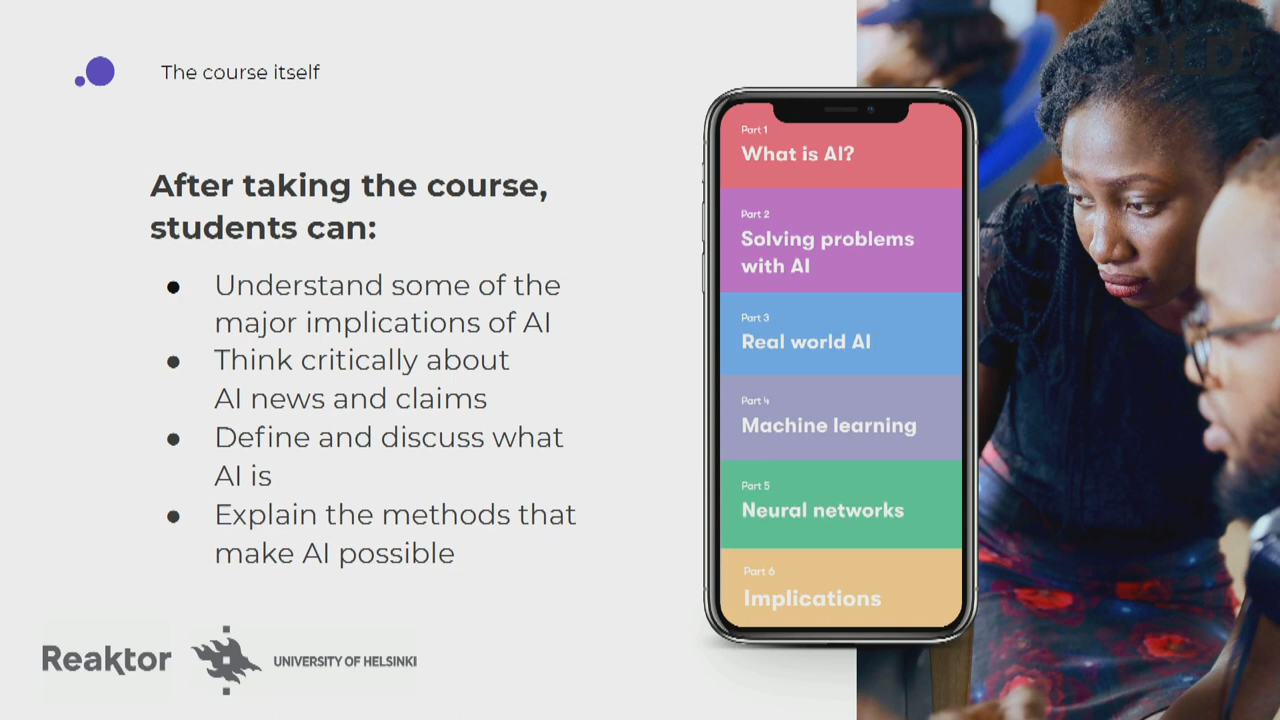 The course itself
After taking the course,
students can:
● Understand some of the
major implications of AI
● Think critically about
AI news and claims
● Define and discuss what
AI is
● Explain the methods that
make AI possible
Reaktor
UNIVERSITY OF HELSINKI
Part 1
What is AI?
Part 2
Solving problems
with AI
Part 3
Real world AI
Part 4
Machine learning
Part 5
Neural networks
Part 6
Implications
DLD